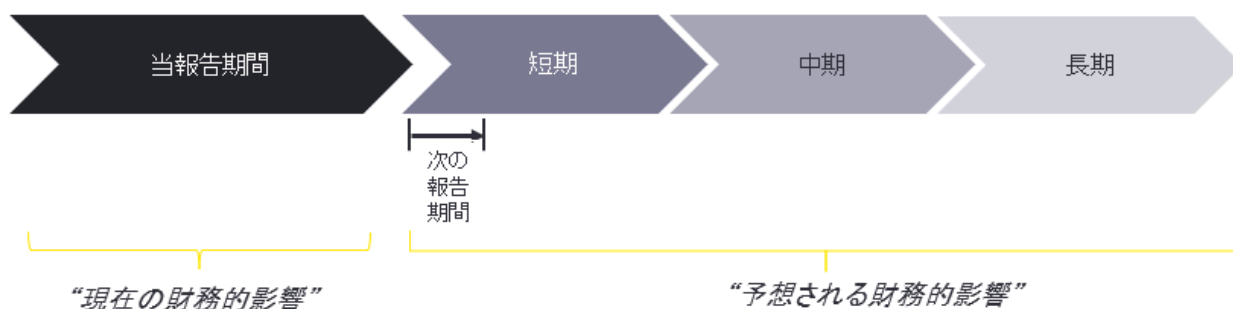 当報告期間
短期
中期
長期
次の
報告
期間
“現在の財務的影響”
“予想される財務的影響”